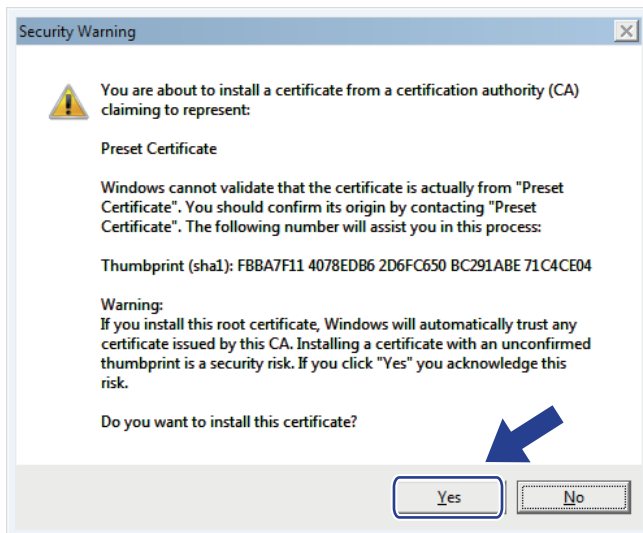 Security Warning
You are about to install a certificate from a certification authority (CA)
claiming to represent:
Preset Certificate
Windows cannot validate that the certificate is actually from "Preset
Certificate". You should confirm its origin by contacting "Preset
Certificate". The following number will assist you in this process:
Thumbprint (sha1): FBBA7F11 4078EDB6 2D6FC650 BC291ABE 71C4CE04
Warning:
If you install this root certificate, Windows will automatically trust any
certificate issued by this CA. Installing a certificate with an unconfirmed
thumbprint is a security risk. If you click "Yes" you acknowledge this
risk.
Do you want to install this certificate?
Yes
No